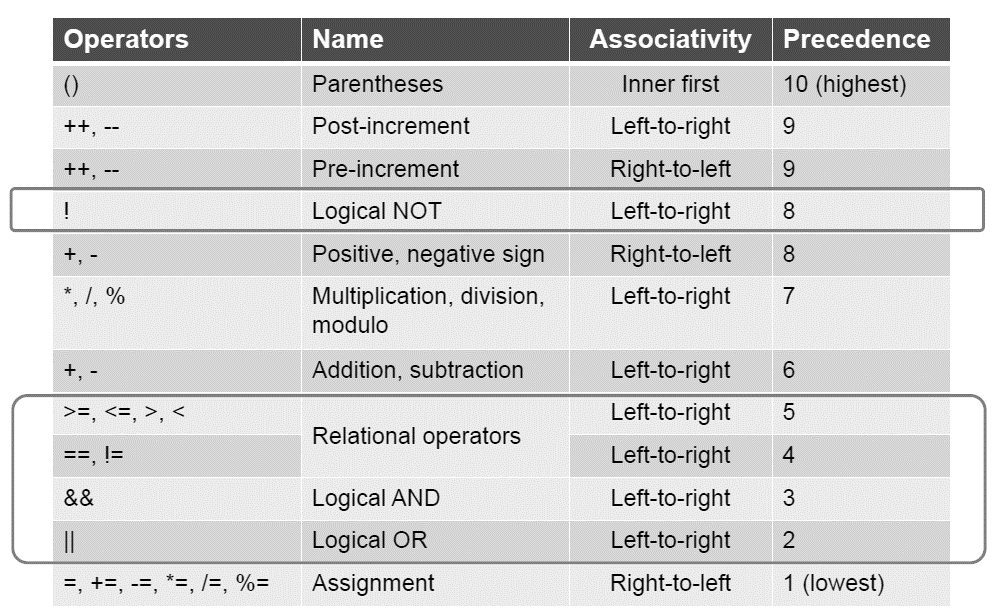 Operators Name Associativity Precedence
() Parentheses Inner first 10 (highest)
++, -- Post-increment Left-to-right 9
++, -- Pre-increment Right-to-left 9
! Logical NOT Left-to-right 8
+, - Positive, negative sign Right-to-left 8
*, /, % Multiplication, division, Left-to-right 7
modulo
+, - Addition, subtraction Left-to-right 6
>=, <=, >, < Left-to-right 5
Relational operators
==, != Left-to-right 4
&& Logical AND Left-to-right 3
|| Logical OR Left-to-right 2
=, +=, -=, *=, /=, %= Assignment Right-to-left 1 (lowest)